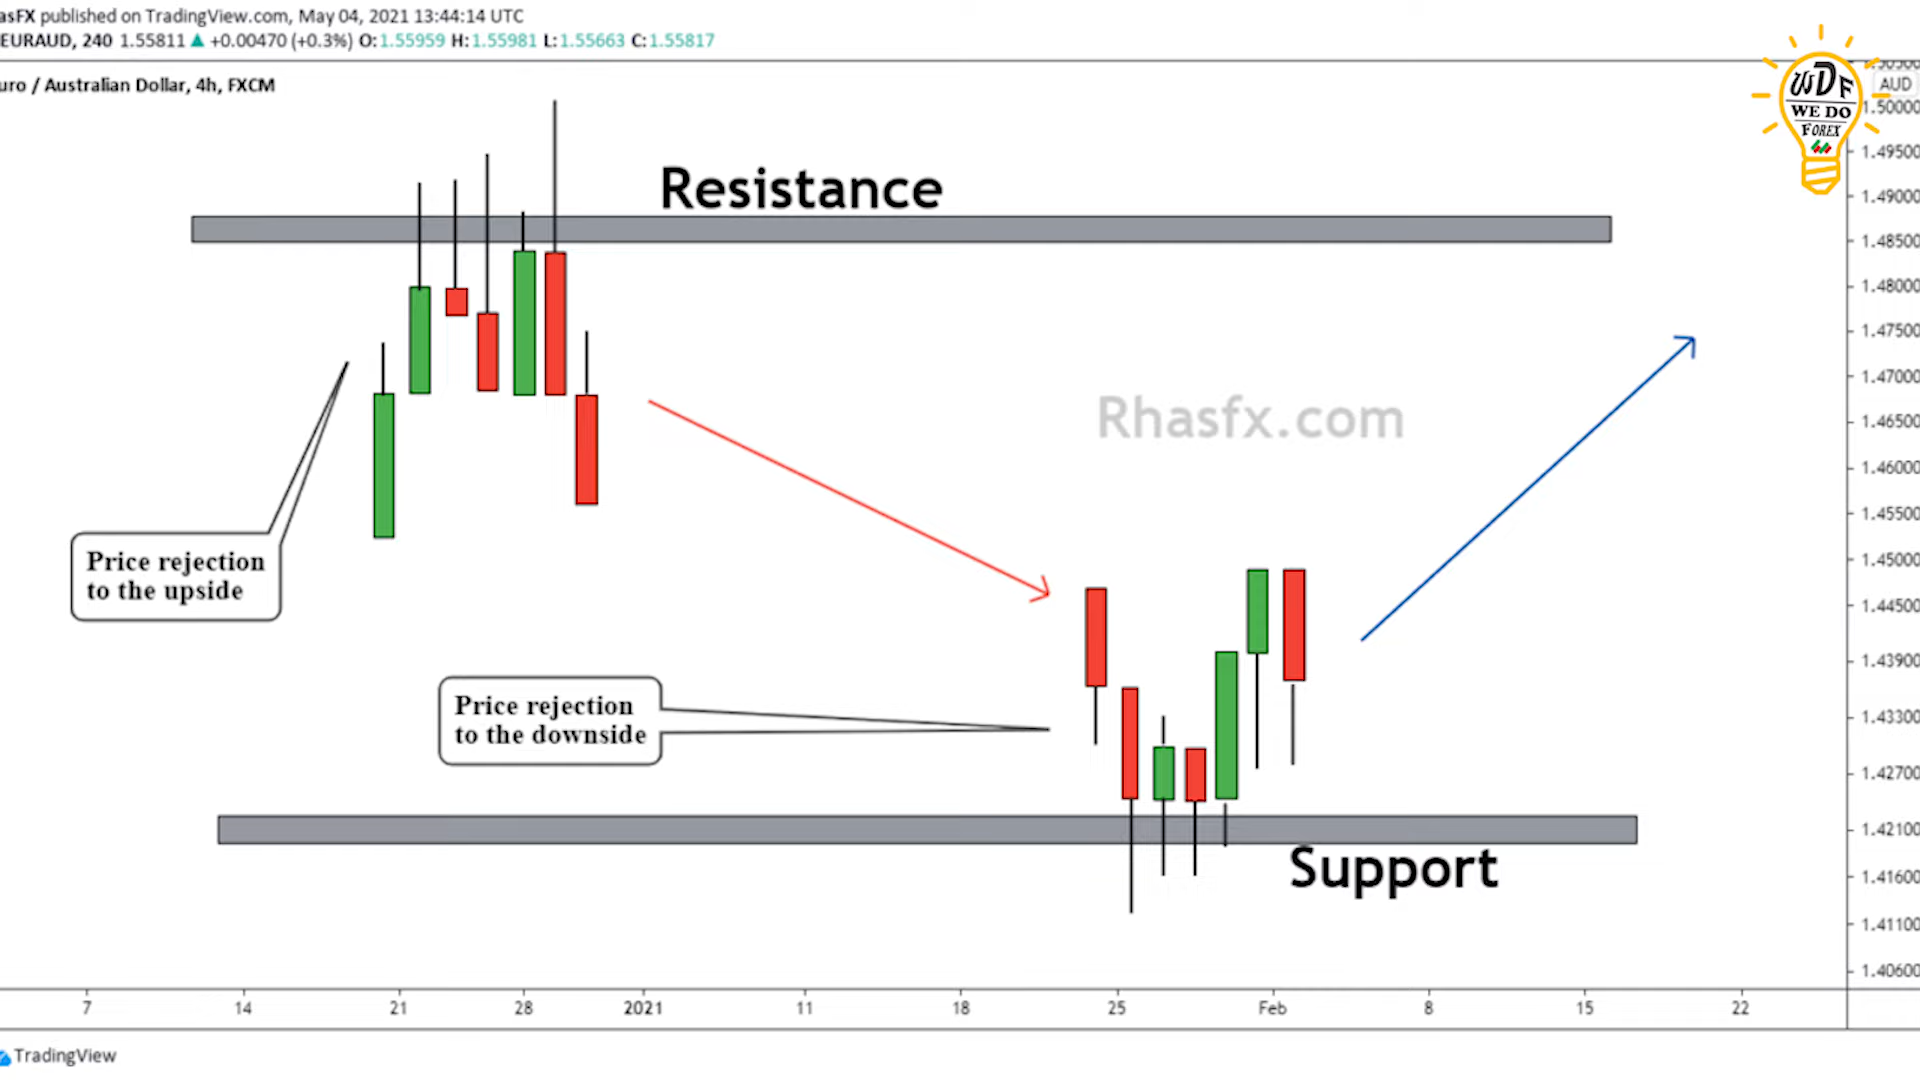 asFX published on TradingView.com, May 04, 2021 13:44:14 UTC
EURAUD, 240 1.55811 ▲ +0.00470 (+0.3%) O:1.55959 H:1.55981 L:1.55663 C:1.55817
uro / Australian Dollar, 4h, FXCM
WDF
WE DO
FOREX
AUD
1.50000
1.49500
1.49000
1.48500
1.48000
1.47500
1.47000
1.46500
1.46000
1.45500
1.45000
1.44500
1.43900
1.43300
1.42700
1.42100
1.41600
1.41100
1.40600
Resistance
Rhasfx.com
Price rejection
to the upside
Price rejection
to the downside
Support
7 14 21 28 2021 11 18 25 Feb 8 15 22
TradingView